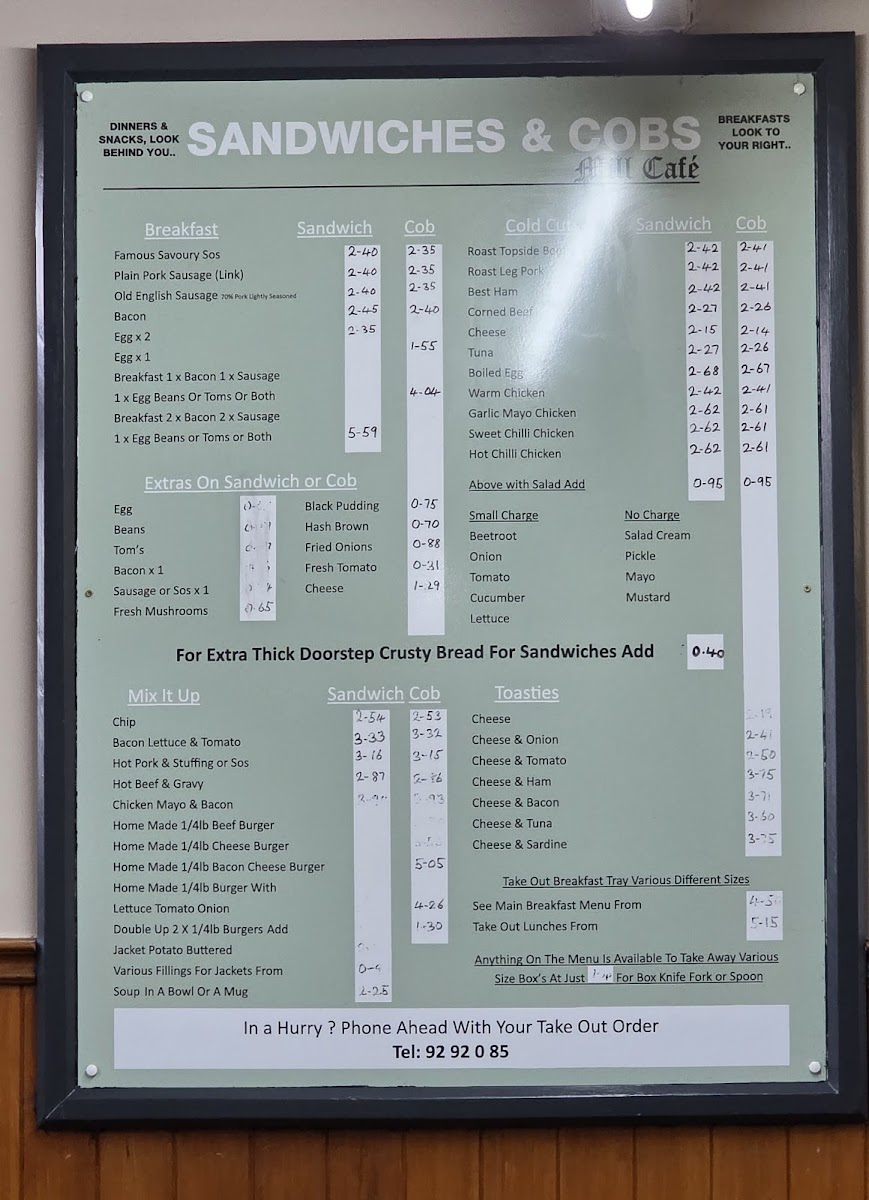 DINNERS &
SNACKS, LOOK
BEHIND YOU..
SANDWICHES & COBS
Mill Café
BREAKFASTS
LOOK TO
YOUR RIGHT..
Breakfast Sandwich Cob
Famous Savoury Sos 2-40 2-35
Plain Pork Sausage (Link) 2-40 2-35
Old English Sausage 70% Pork Lightly Seasoned 2-40 2-35
Bacon 2-45 2-40
Egg x 2 2-35
Egg x 1 1-55
Breakfast 1 x Bacon 1 x Sausage
1 x Egg Beans Or Toms Or Both 4-04
Breakfast 2 x Bacon 2 x Sausage
1 x Egg Beans or Toms or Both 5-59
Extras On Sandwich or Cob
Egg
Beans
Tom's
Bacon x 1
Sausage or Sos x 1
Fresh Mushrooms 0.65
Black Pudding 0-75
Hash Brown 0-70
Fried Onions 0-88
Fresh Tomato 0-31
Cheese 1-29
Cold Cut Sandwich Cob
Roast Topside 2-42 2-41
Roast Leg Pork 2-42 2-41
Best Ham 2-42 2-41
Corned Beef 2-27 2-26
Cheese 2-15 2-14
Tuna 2-27 2-26
Boiled Egg 2-68 2-67
Warm Chicken 2-42 2-41
Garlic Mayo Chicken 2-62 2-61
Sweet Chilli Chicken 2-62 2-61
Hot Chilli Chicken 2-62 2-61
Above with Salad Add 0-95 0-95
Small Charge
Beetroot
Onion
Tomato
Cucumber
Lettuce
No Charge
Salad Cream
Pickle
Mayo
Mustard
For Extra Thick Doorstep Crusty Bread For Sandwiches Add 0.40
Mix It Up Sandwich Cob
Chip 2-54 2-53
Bacon Lettuce & Tomato 3-33 3-32
Hot Pork & Stuffing or Sos 3-16 3-15
Hot Beef & Gravy 2-87 2-86
Chicken Mayo & Bacon
Home Made 1/4lb Beef Burger
Home Made 1/4lb Cheese Burger
Home Made 1/4lb Bacon Cheese Burger 5-05
Home Made 1/4lb Burger With
Lettuce Tomato Onion 4-26
Double Up 2 X 1/4lb Burgers Add 1-30
Jacket Potato Buttered
Various Fillings For Jackets From
Soup In A Bowl Or A Mug 2-25
Toasties
Cheese
Cheese & Onion 2-41
Cheese & Tomato 2-50
Cheese & Ham 3-75
Cheese & Bacon 3-71
Cheese & Tuna 3-60
Cheese & Sardine 3-75
Take Out Breakfast Tray Various Different Sizes
See Main Breakfast Menu From
Take Out Lunches From 5-15
Anything On The Menu Is Available To Take Away Various
Size Box's At Just For Box Knife Fork or Spoon
In a Hurry ? Phone Ahead With Your Take Out Order
Tel: 92 92 0 85